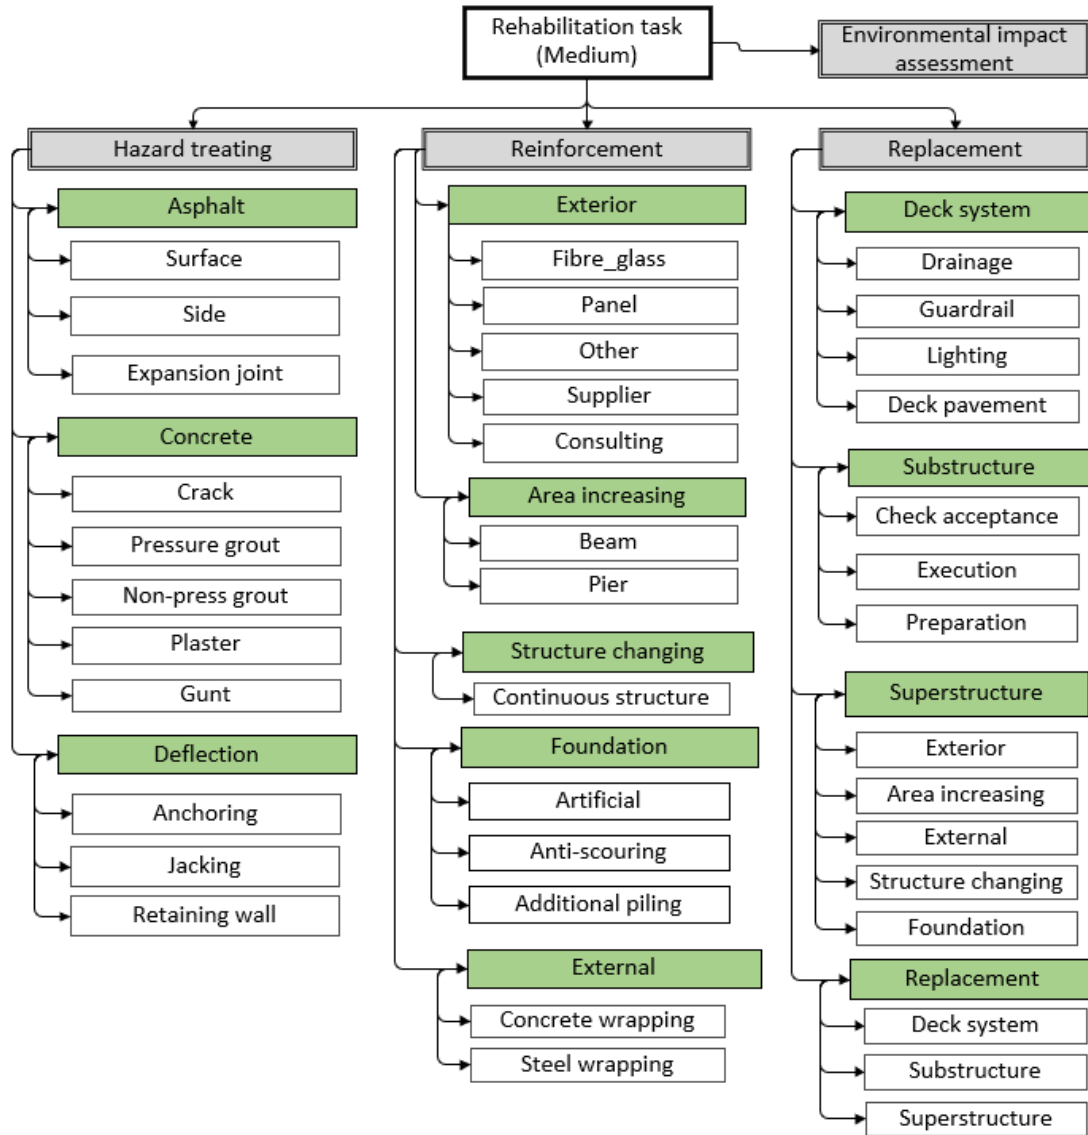 Rehabilitation task
(Medium)
Environmental impact
assessment
Hazard treating
Asphalt
Surface
Side
Expansion joint
Concrete
Crack
Pressure grout
Non-press grout
Plaster
Gunt
Deflection
Anchoring
Jacking
Retaining wall
Reinforcement
Exterior
Fibre_glass
Panel
Other
Supplier
Consulting
Area increasing
Beam
Pier
Structure changing
Continuous structure
Foundation
Artificial
Anti-scouring
Additional piling
External
Concrete wrapping
Steel wrapping
Replacement
Deck system
Drainage
Guardrail
Lighting
Deck pavement
Substructure
Check acceptance
Execution
Preparation
Superstructure
Exterior
Area increasing
External
Structure changing
Foundation
Replacement
Deck system
Substructure
Superstructure